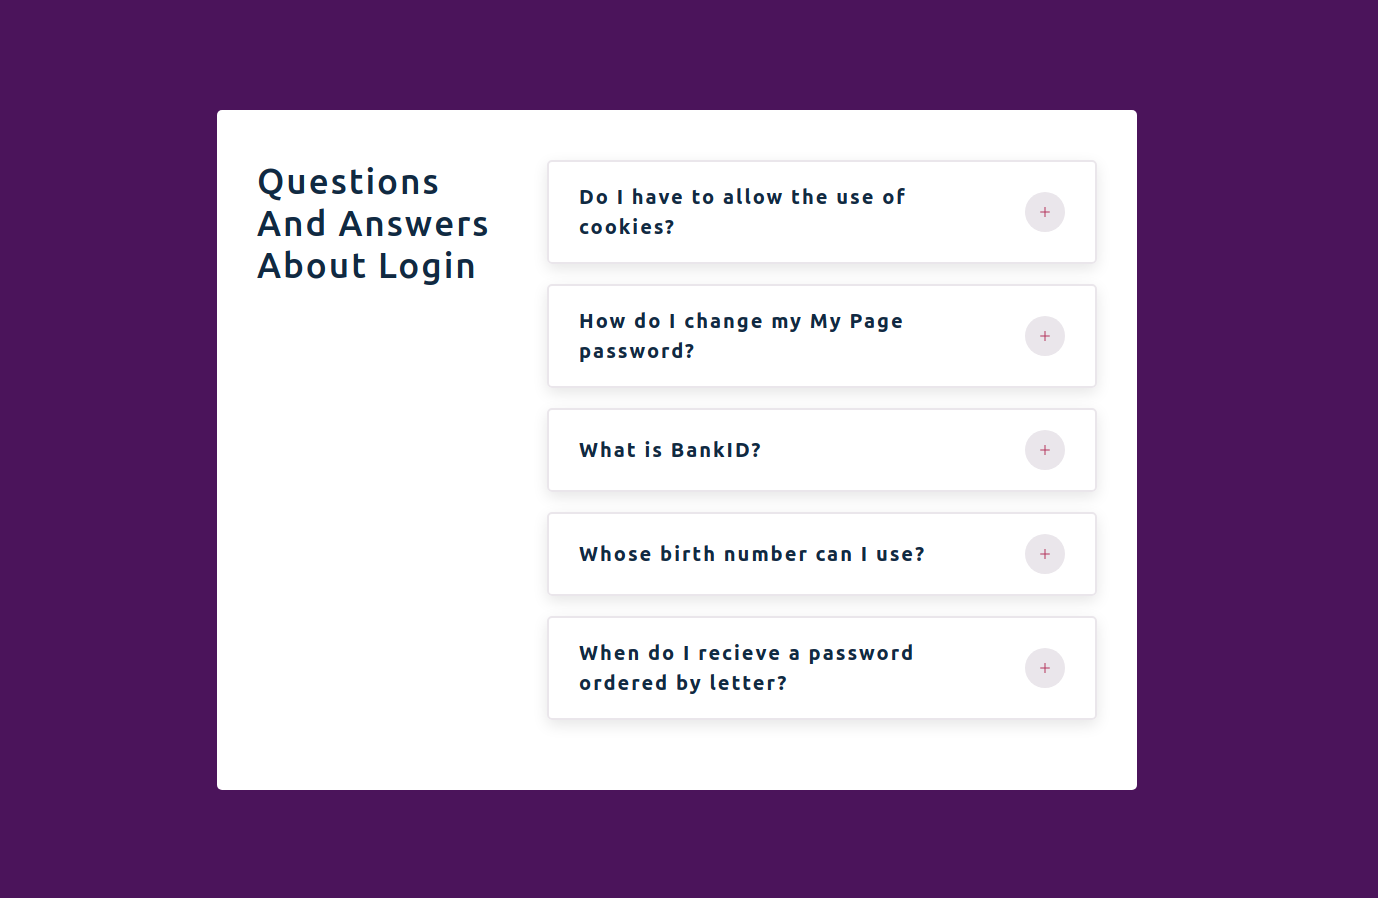 Questions
And Answers
About Login
Do I have to allow the use of
cookies?
How do I change my My Page
password?
What is BankID?
Whose birth number can I use?
When do I recieve a password
ordered by letter?